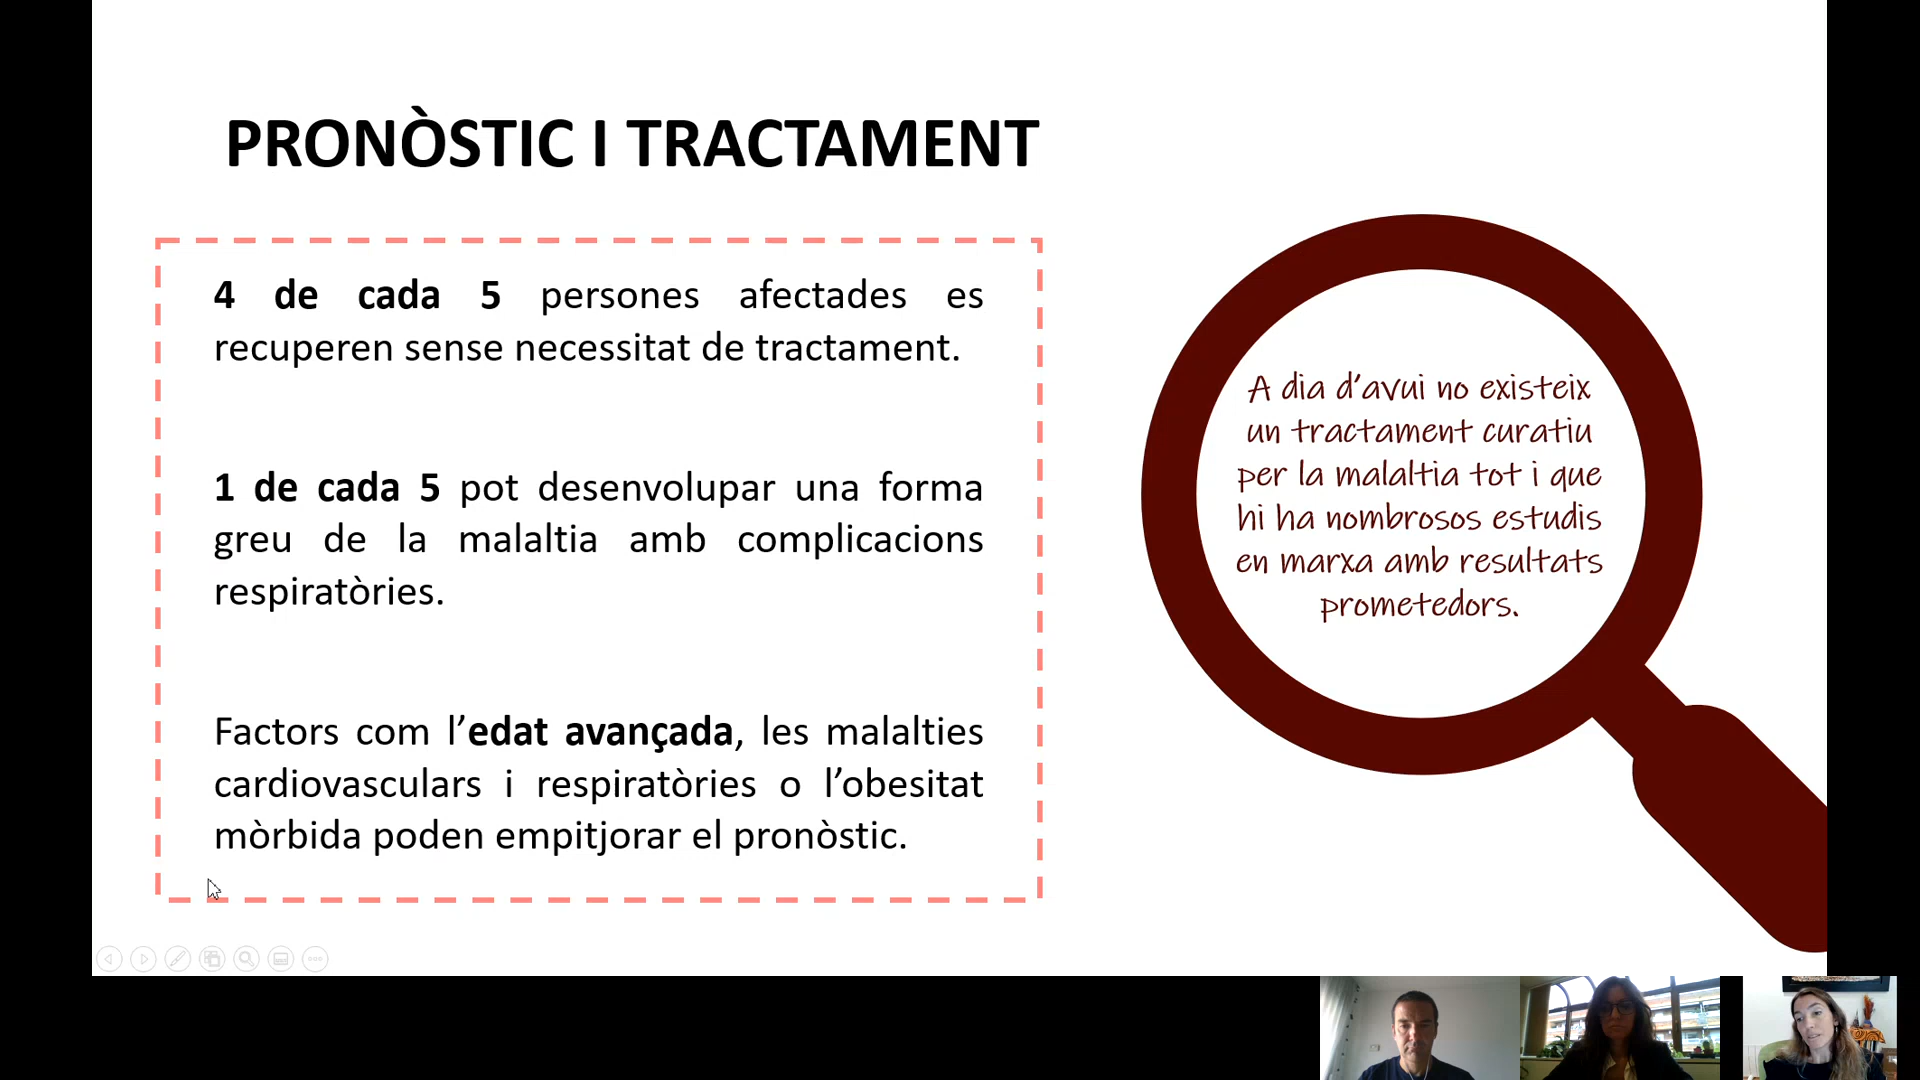 PRONÒSTIC I TRACTAMENT
4 de cada 5 persones afectades es
recuperen sense necessitat de tractament.
1 de cada 5 pot desenvolupar una forma
greu de la malaltia amb complicacions
respiratòries.
Factors com l’edat avançada, les malalties
cardiovasculars i respiratòries o l’obesitat
mòrbida poden empitjorar el pronòstic.
A dia d’avui no existeix
un tractament curatiu
per la malaltia tot i que
hi ha nombrosos estudis
en marxa amb resultats
prometedors.